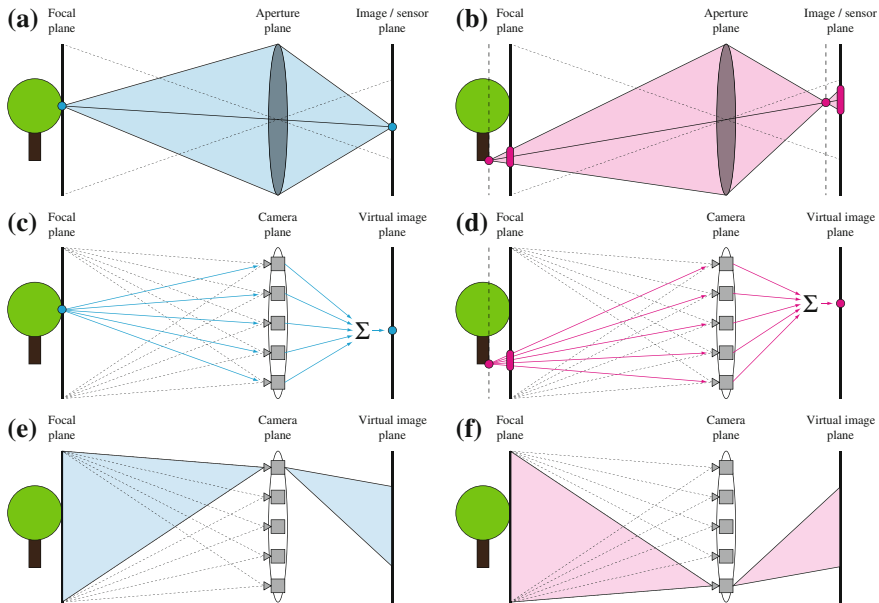 (a)
Focal
plane
Aperture
plane
Image / sensor
plane
(b)
Focal
plane
Aperture
plane
Image / sensor
plane
(c)
Focal
plane
Camera
plane
Virtual image
plane
Σ
(d)
Focal
plane
Camera
plane
Virtual image
plane
Σ
(e)
Focal
plane
Camera
plane
Virtual image
plane
(f)
Focal
plane
Camera
plane
Virtual image
plane